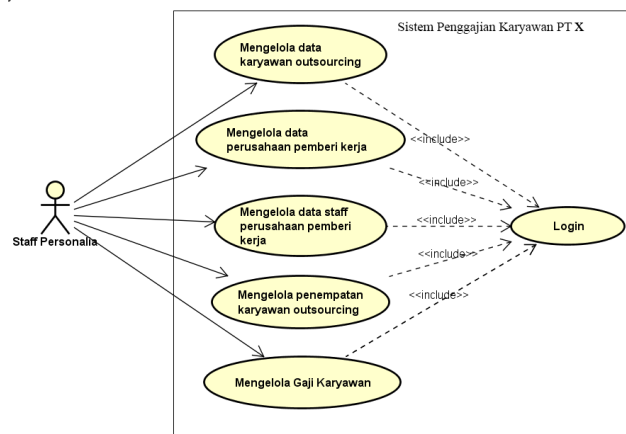 Sistem Penggajian Karyawan PT X
Mengelola data
karyawan outsourcing
Mengelola data
perusahaan pemberi kerja
<<include>>
<<include>>
Mengelola data staff
perusahaan pemberi
kerja
<<include>>
Login
Staff Personalia
<<include>>
Mengelola penempatan
karyawan outsourcing
<<include>>
Mengelola Gaji Karyawan